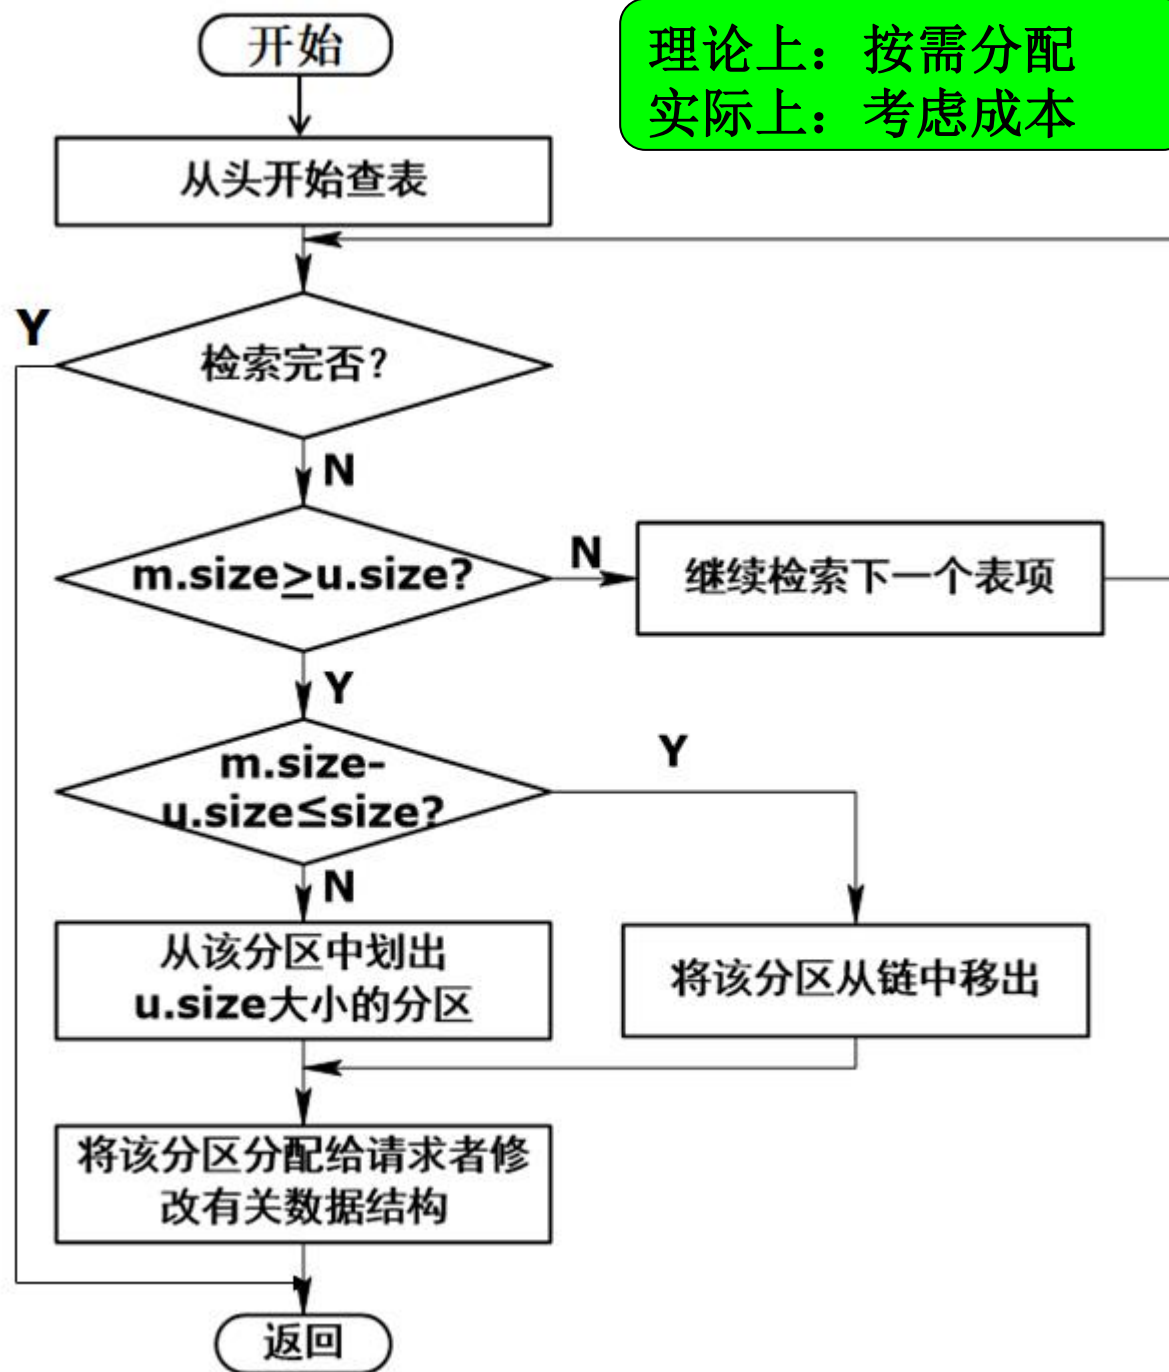 开始
理论上：按需分配
实际上：考虑成本
从头开始查表
Y
检索完否？
N
m.size≥u.size?
N
继续检索下一个表项
Y
m.size-
u.size≤size?
Y
N
从该分区中划出
u.size大小的分区
将该分区从链中移出
将该分区分配给请求者修
改有关数据结构
返回